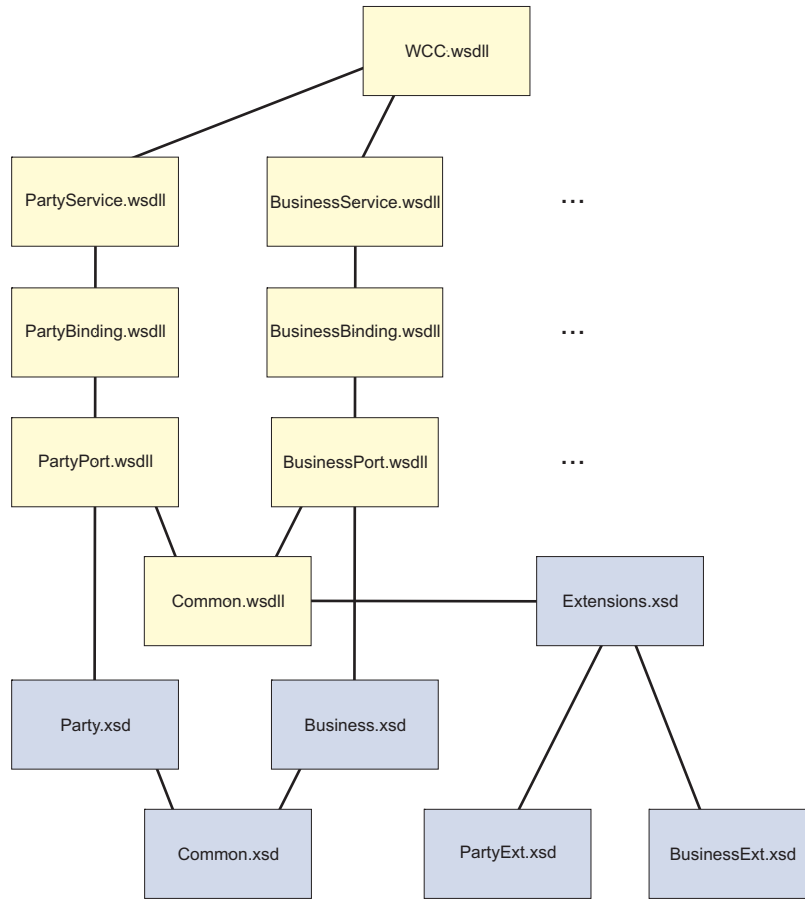 WCC.wsdll
PartyService.wsdll
BusinessService.wsdll
...
PartyBinding.wsdll
BusinessBinding.wsdll
...
PartyPort.wsdll
BusinessPort.wsdll
...
Common.wsdll
Extensions.xsd
Party.xsd
Business.xsd
Common.xsd
PartyExt.xsd
BusinessExt.xsd